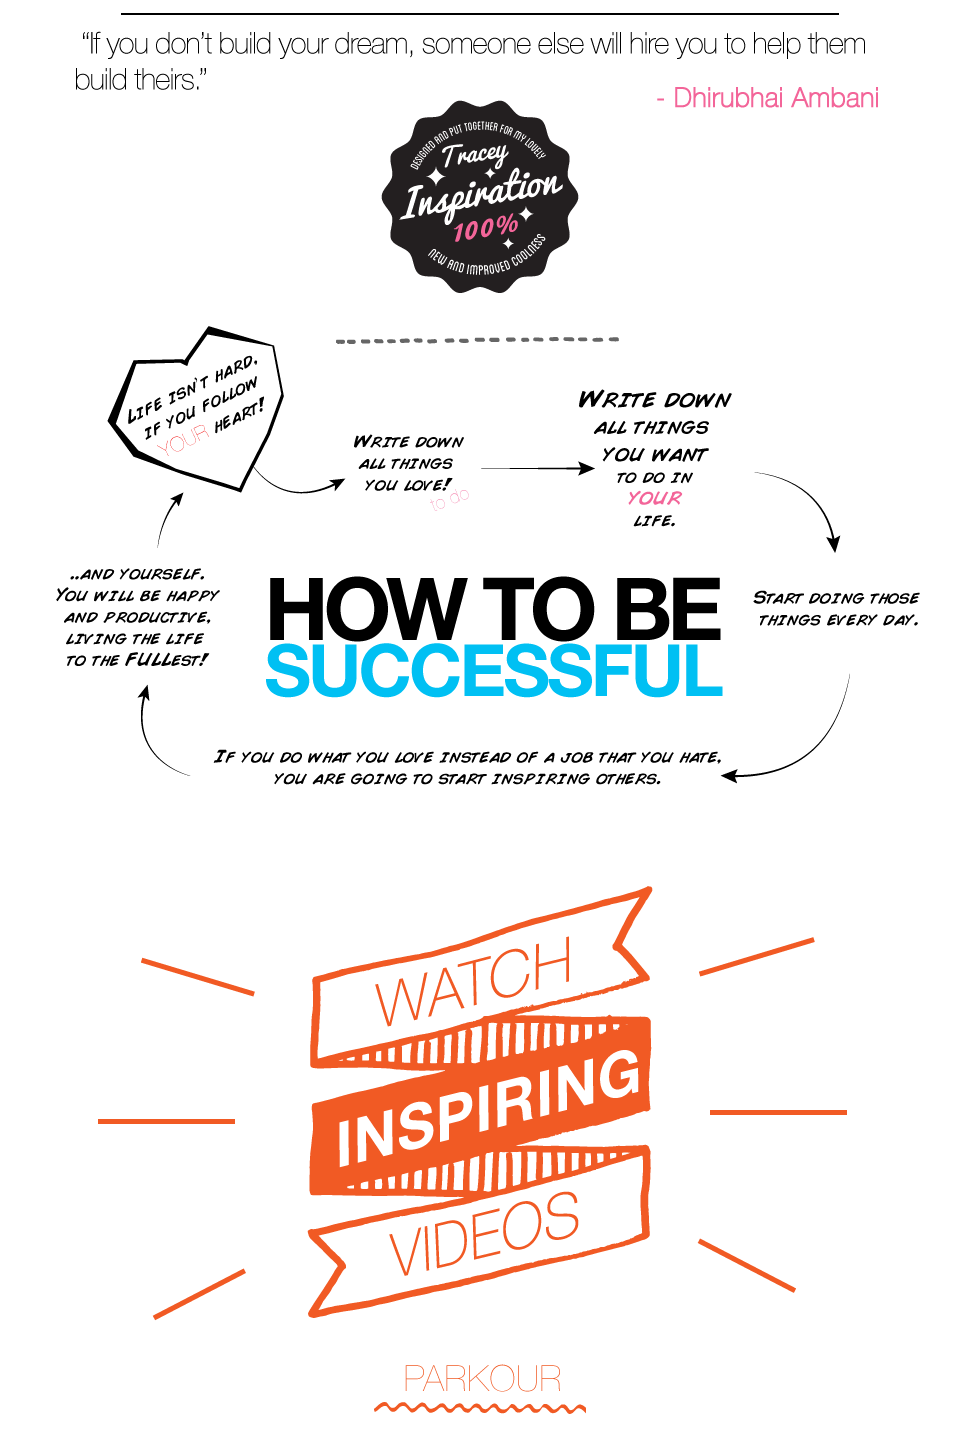 “If you don’t build your dream, someone else will hire you to help them
build theirs.”
- Dhirubhai Ambani
DESIGNED AND PUT TOGETHER FOR MY LOVELY
Tracey
Inspiration
100%
NEW AND IMPROVED COOLNESS
LIFE ISN'T HARD,
IF YOU FOLLOW
YOUR HEART!
WRITE DOWN
ALL THINGS
YOU LOVE!
to do
WRITE DOWN
ALL THINGS
YOU WANT
TO DO IN
YOUR
LIFE.
START DOING THOSE
THINGS EVERY DAY.
IF YOU DO WHAT YOU LOVE INSTEAD OF A JOB THAT YOU HATE,
YOU ARE GOING TO START INSPIRING OTHERS.
..AND YOURSELF.
YOU WILL BE HAPPY
AND PRODUCTIVE,
LIVING THE LIFE
TO THE FULLEST!
HOW TO BE
SUCCESSFUL
WATCH
INSPIRING
VIDEOS
PARKOUR